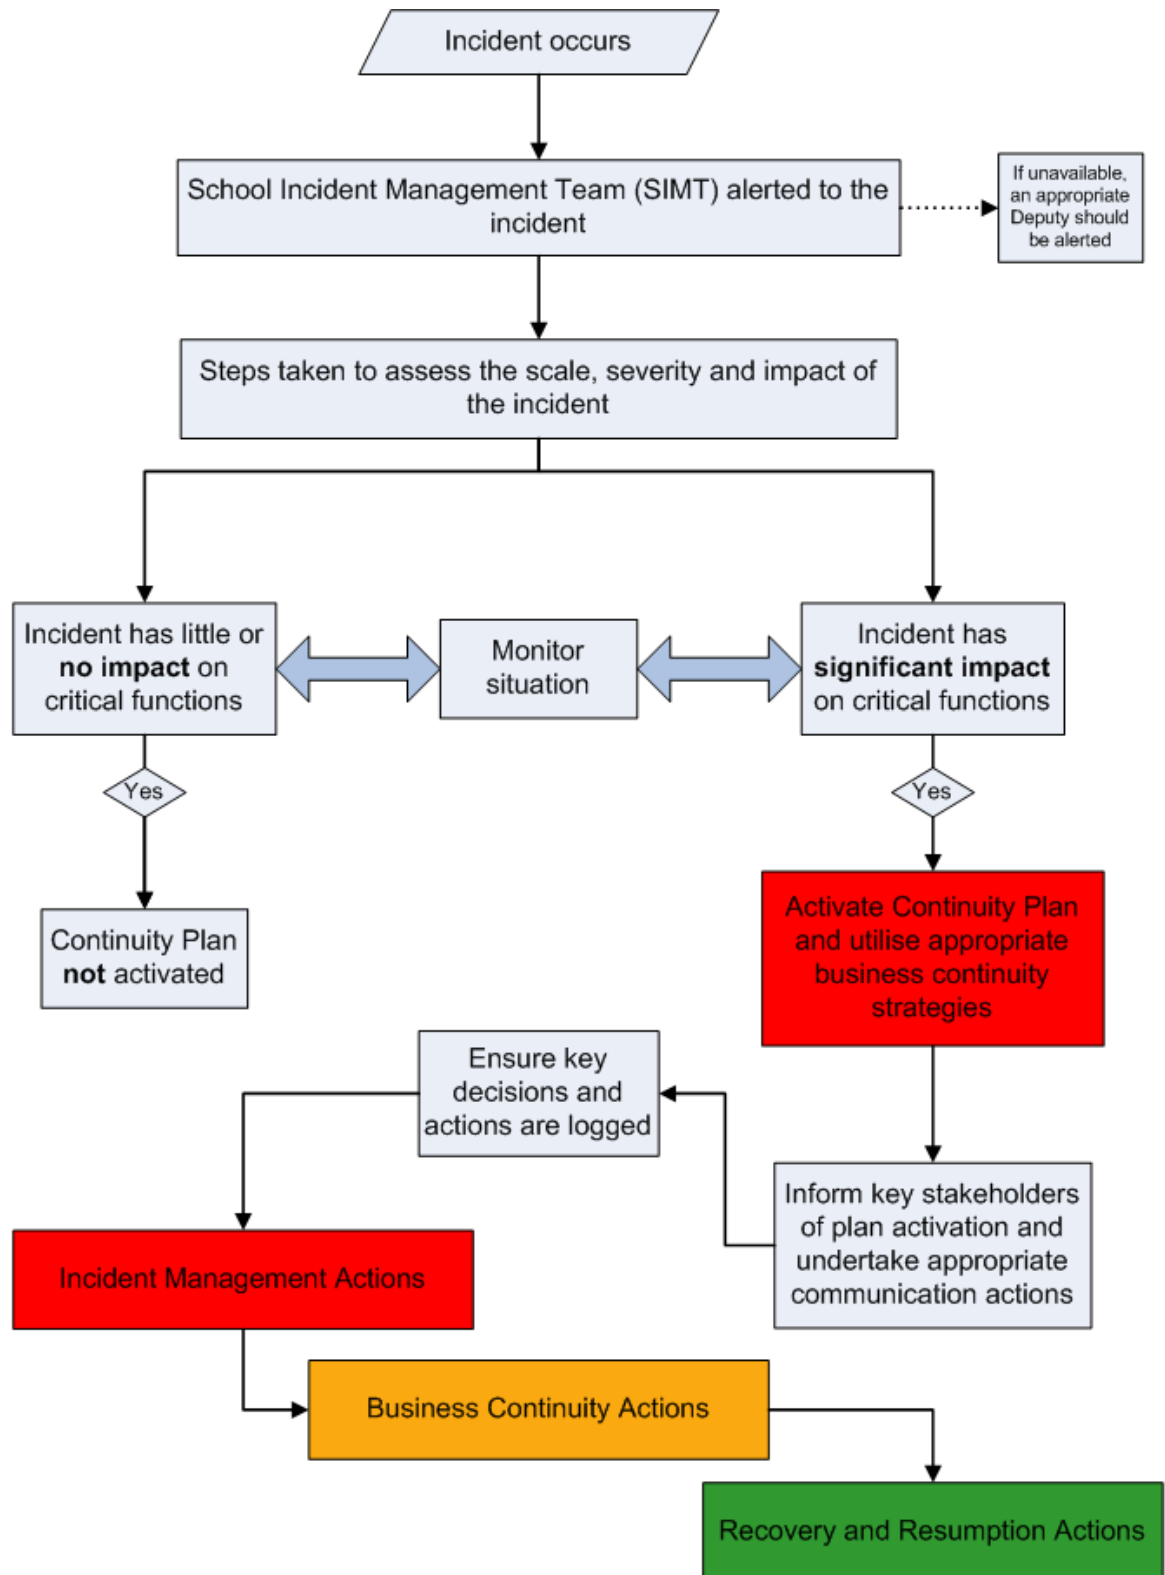 Incident occurs
School Incident Management Team (SIMT) alerted to the
incident
If unavailable,
an appropriate
Deputy should
be alerted
Steps taken to assess the scale, severity and impact of
the incident
Incident has little or
no impact on
critical functions
Monitor
situation
Incident has
significant impact
on critical functions
Yes
Yes
Continuity Plan
not activated
Activate Continuity Plan
and utilise appropriate
business continuity
strategies
Ensure key
decisions and
actions are logged
Inform key stakeholders
of plan activation and
undertake appropriate
communication actions
Incident Management Actions
Business Continuity Actions
Recovery and Resumption Actions